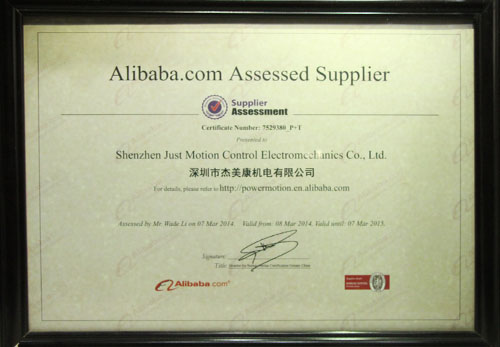 Alibaba.com Assessed Supplier
Supplier
Assessment
Certificate Number: 7529380_P+T
Presented to
Shenzhen Just Motion Control Electromechanics Co., Ltd.
深圳市杰美康机电有限公司
For details, please refer to http://powermotion.en.alibaba.com
Assessed by Mr. Wade Li on 07 Mar 2014. Valid from: 08 Mar 2014. Valid until: 07 Mar 2015.
Signature:
Title:
Alibaba.com